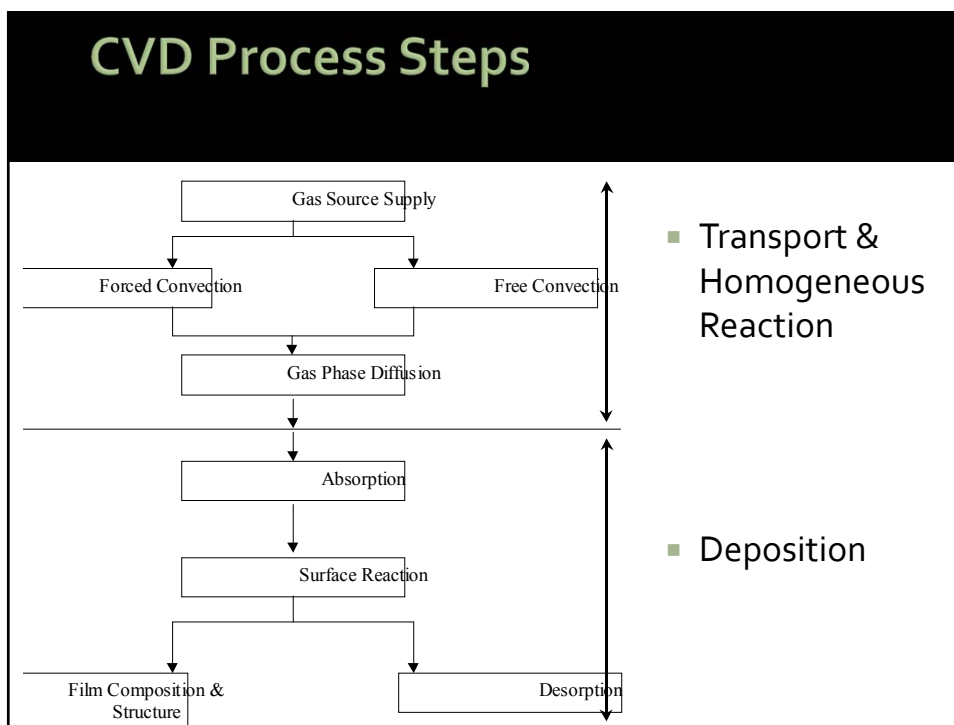 CVD Process Steps
Gas Source Supply
Forced Convection
Free Convection
Gas Phase Diffusion
▪ Transport &
Homogeneous
Reaction
Absorption
Surface Reaction
Film Composition &
Structure
Desorption
▪ Deposition